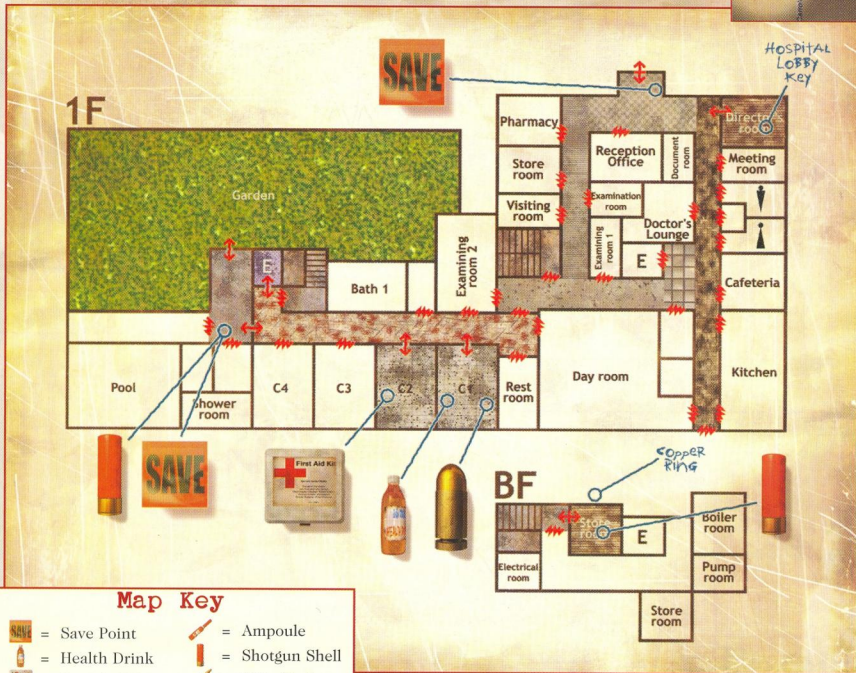 SAVE
HOSPITAL
LOBBY
KEY
1F
Garden
E
Bath 1
Examining
room 2
Pharmacy
Store
room
Visiting
room
Reception
Office
Document
room
Examination
room
Examining
room 1
Doctor's
Lounge
E
Director's
room
Meeting
room
Cafeteria
Kitchen
Pool
Shower
room
C4
C3
C2
C1
Rest
room
Day room
SAVE
First Aid Kit
COPPER
RING
BF
Store
room
E
Boiler
room
Electrical
room
Pump
room
Store
room
Map Key
SAVE = Save Point
= Ampoule
= Health Drink
= Shotgun Shell